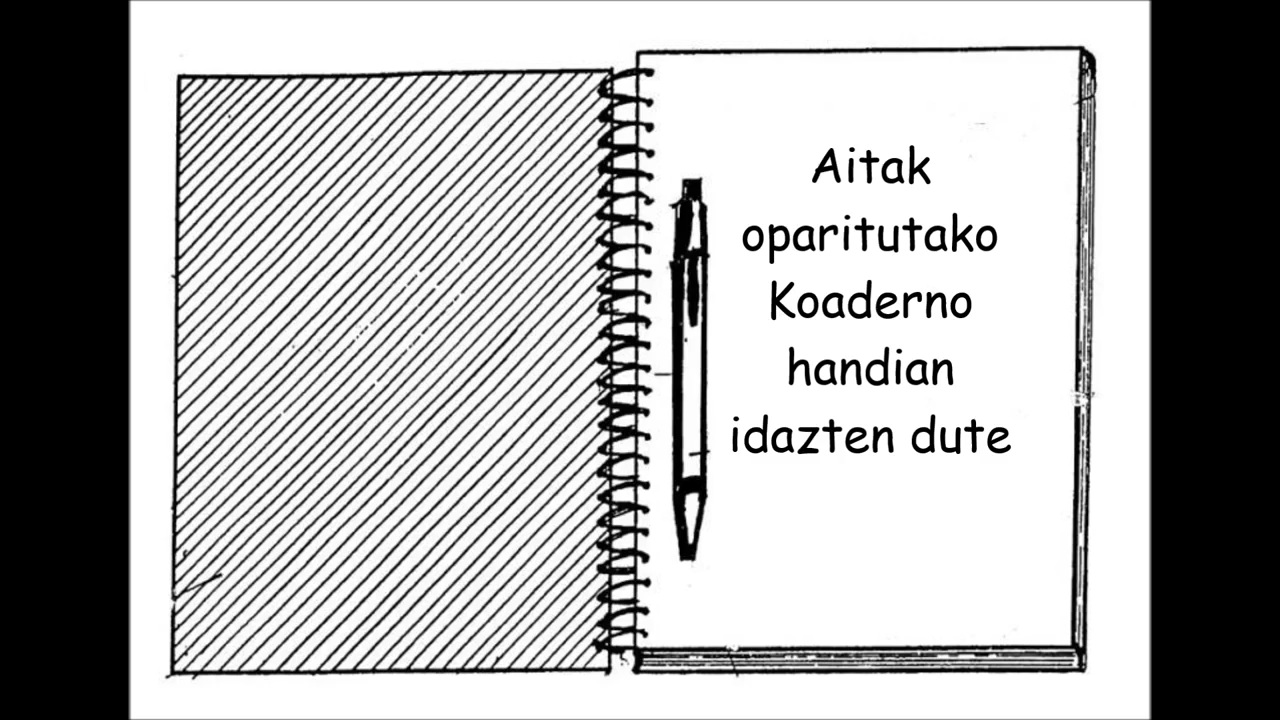 Aitak
oparitutako
Koaderno
handian
idazten dute